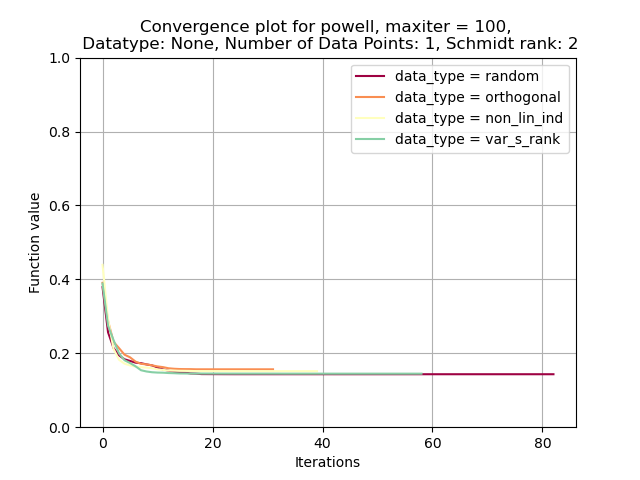 Convergence plot for powell, maxiter = 100,
Datatype: None, Number of Data Points: 1, Schmidt rank: 2
1.0
0.8
0.6
0.4
0.2
0.0
Function value
data_type = random
data_type = orthogonal
data_type = non_lin_ind
data_type = var_s_rank
0 20 40 60 80
Iterations